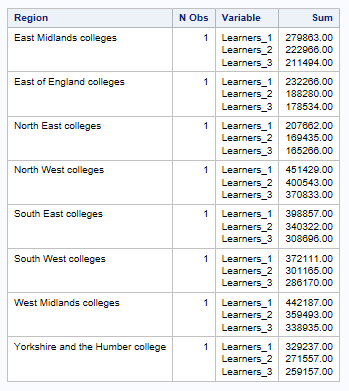 Region N Obs Variable Sum
East Midlands colleges 1 Learners_1 279863.00
Learners_2 222966.00
Learners_3 211494.00
East of England colleges 1 Learners_1 232266.00
Learners_2 188280.00
Learners_3 178534.00
North East colleges 1 Learners_1 207662.00
Learners_2 169435.00
Learners_3 165266.00
North West colleges 1 Learners_1 451429.00
Learners_2 400543.00
Learners_3 370833.00
South East colleges 1 Learners_1 398857.00
Learners_2 340322.00
Learners_3 308696.00
South West colleges 1 Learners_1 372111.00
Learners_2 301165.00
Learners_3 286170.00
West Midlands colleges 1 Learners_1 442187.00
Learners_2 359493.00
Learners_3 338935.00
Yorkshire and the Humber college 1 Learners_1 329237.00
Learners_2 271557.00
Learners_3 259157.00